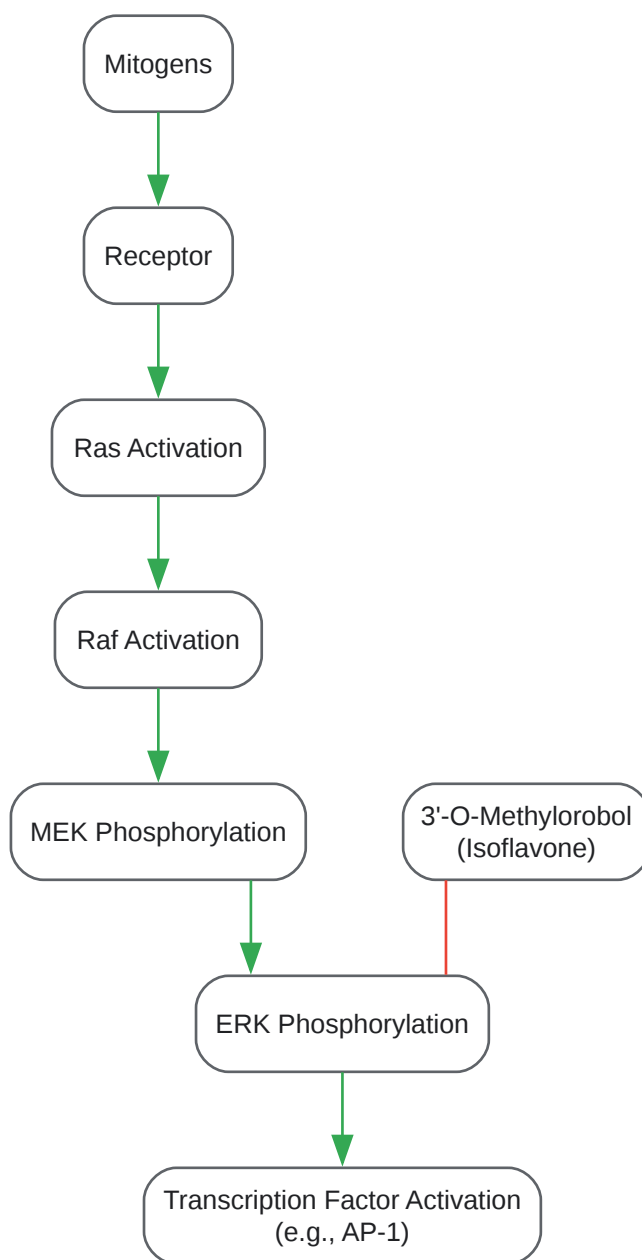 Mitogens
Receptor
Ras Activation
Raf Activation
MEK Phosphorylation
3'-O-Methylorobol
(Isoflavone)
ERK Phosphorylation
Transcription Factor Activation
(e.g., AP-1)